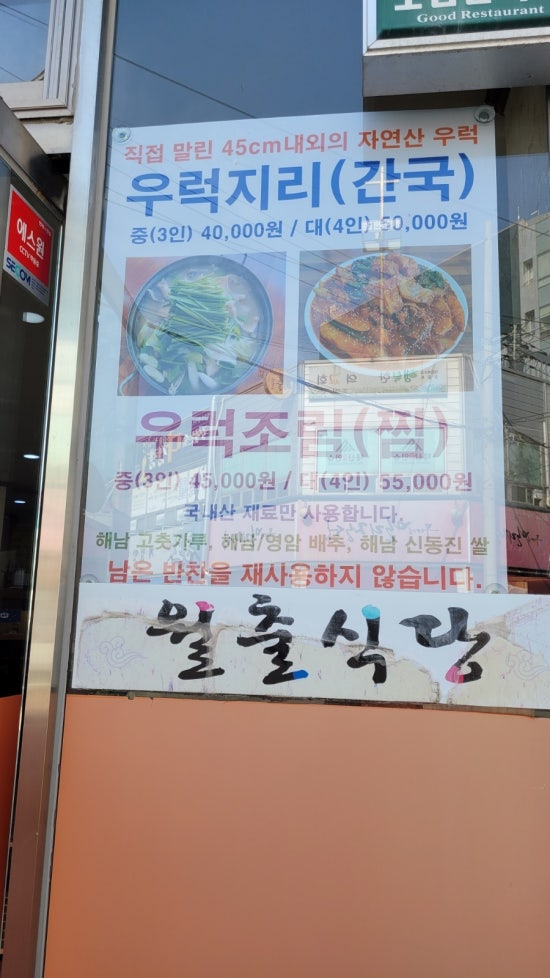 Good Restaurant
직접 말린 45cm내외의 자연산 우럭
우럭지리(간국)
중(3인) 40,000원 / 대(4인) 50,000원
우럭조림(찜)
중(3인) 45,000원 / 대(4인) 55,000원
국내산 재료만 사용합니다.
해남 고춧가루, 해남/영암 배추, 해남 신동진 쌀
남은 반찬을 재사용하지 않습니다.
월출식당
에스원
CCTV
SECOM